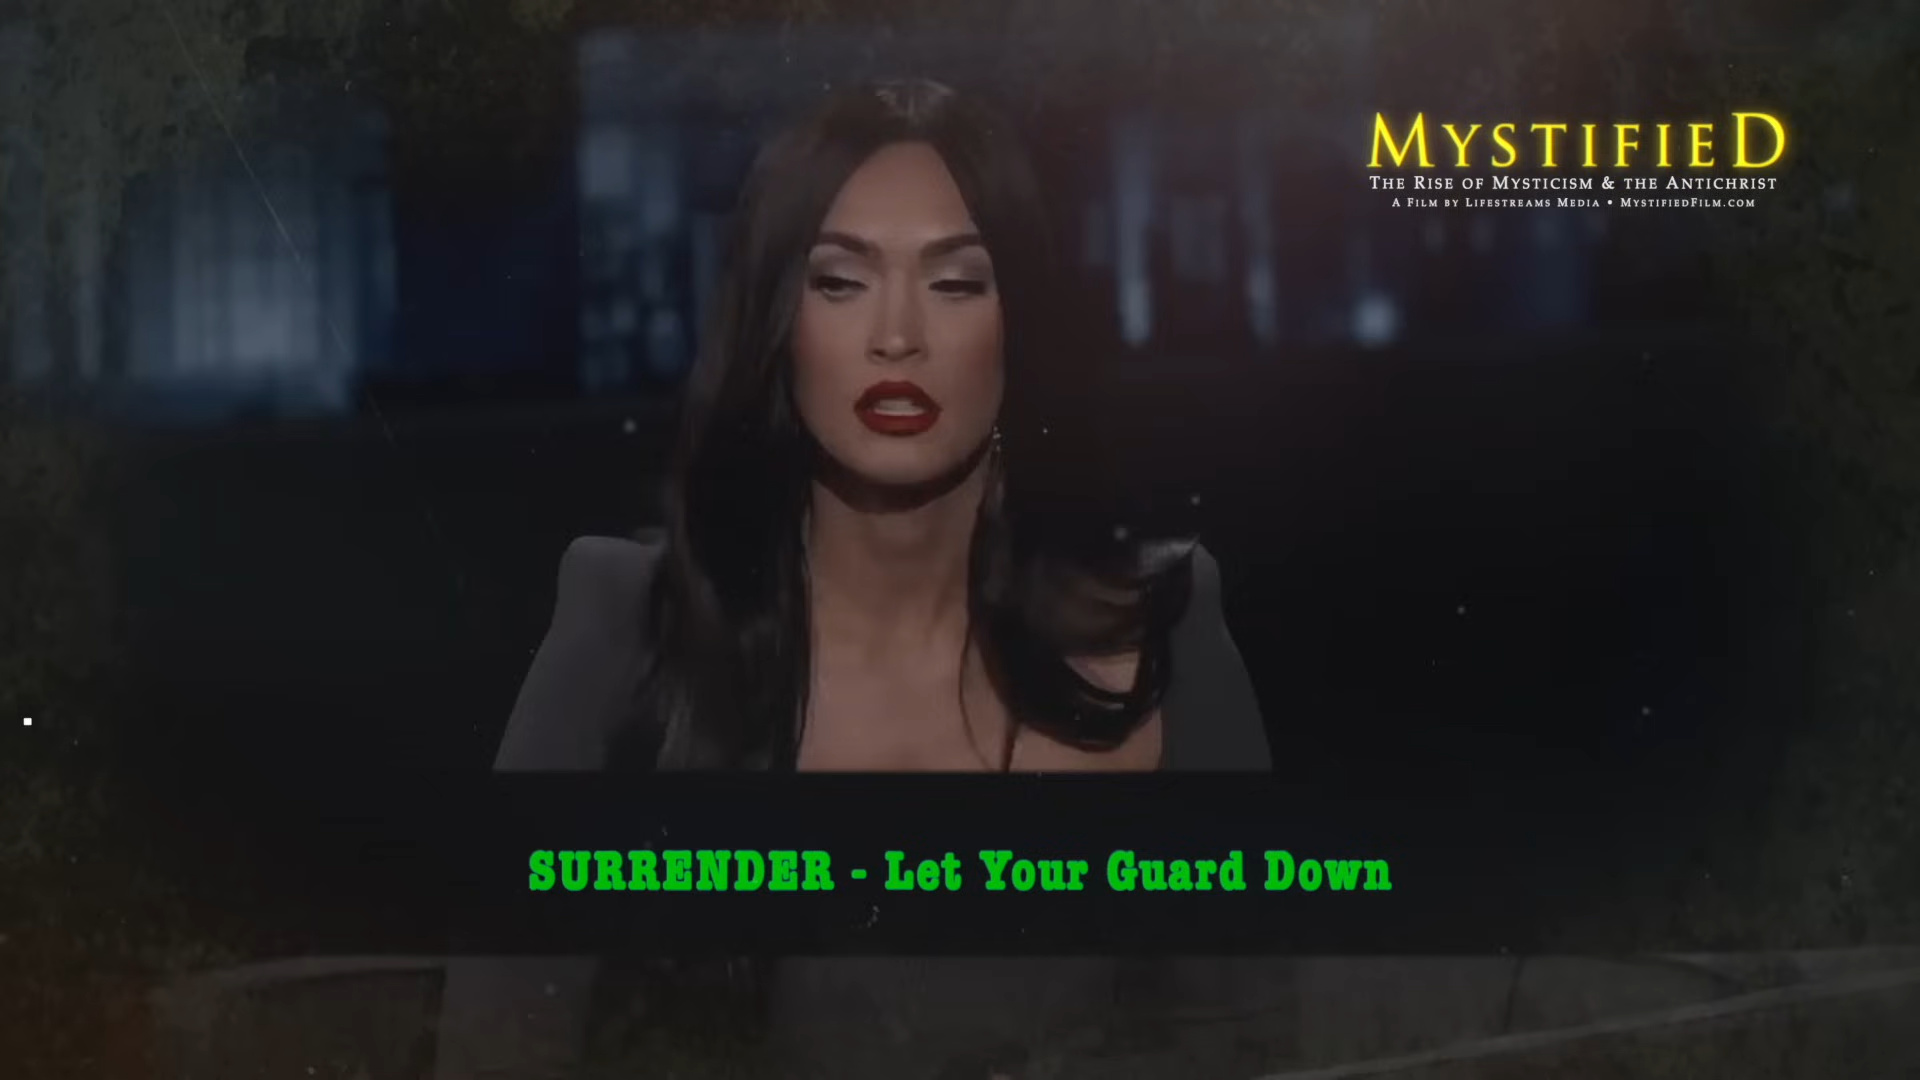 MYSTIFIED
THE RISE OF MYSTICISM & THE ANTICHRIST
A FILM BY LIFESTREAMS MEDIA • MYSTIFIEDFILM.COM
SURRENDER - Let Your Guard Down